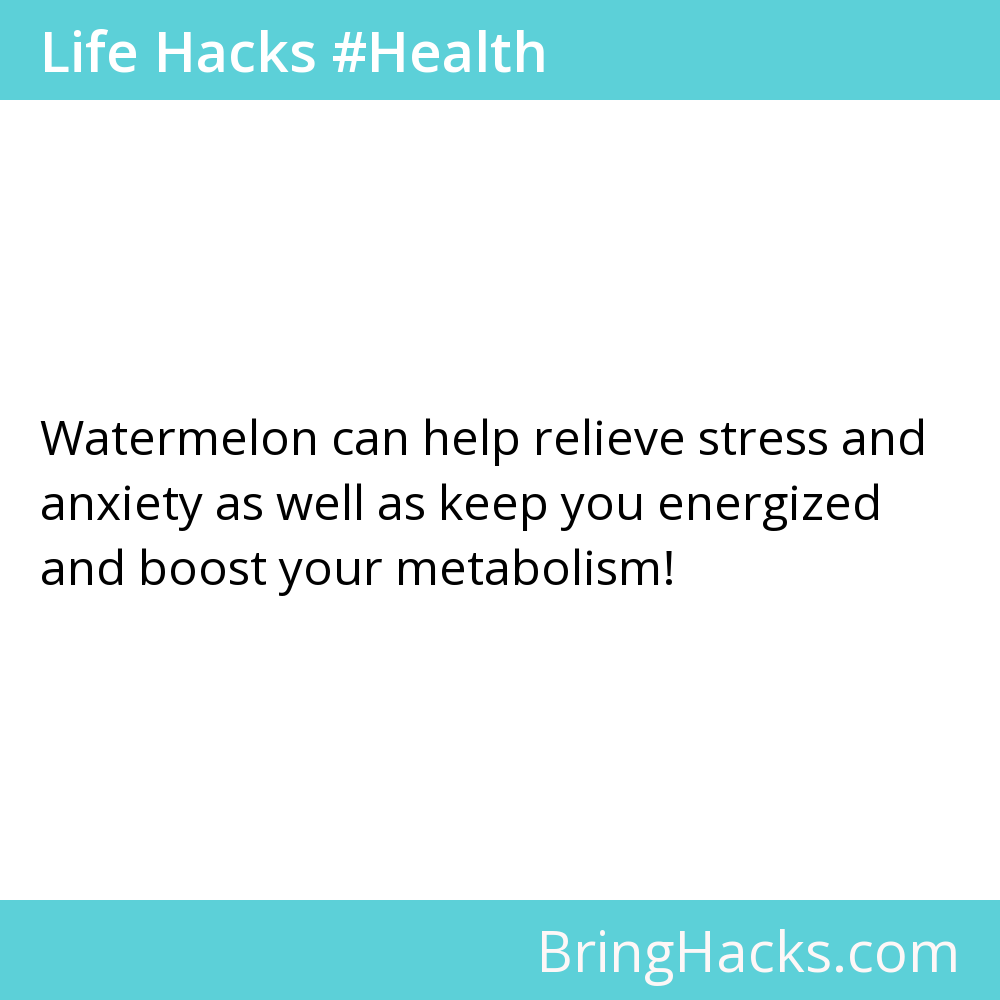 Life Hacks #Health
Watermelon can help relieve stress and
anxiety as well as keep you energized
and boost your metabolism!
BringHacks.com